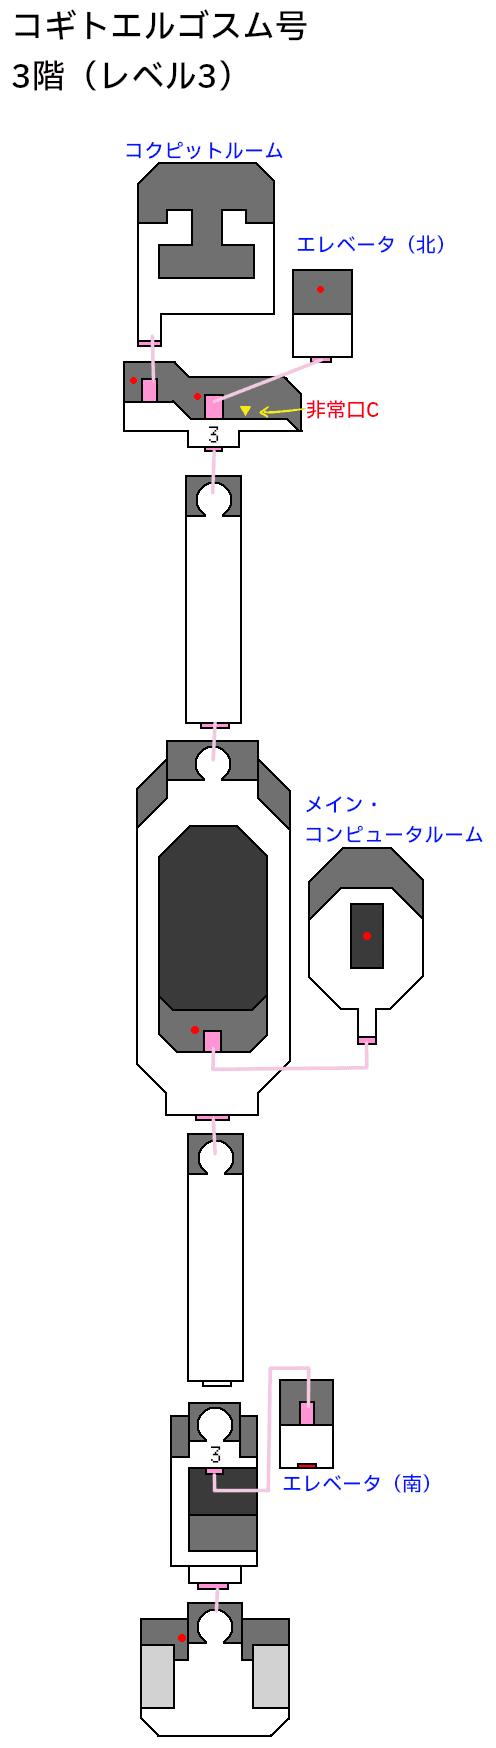 コギトエルゴスム号
3階（レベル3）
コクピットルーム
エレベータ（北）
非常口C
3
メイン・
コンピュータルーム
3
エレベータ（南）